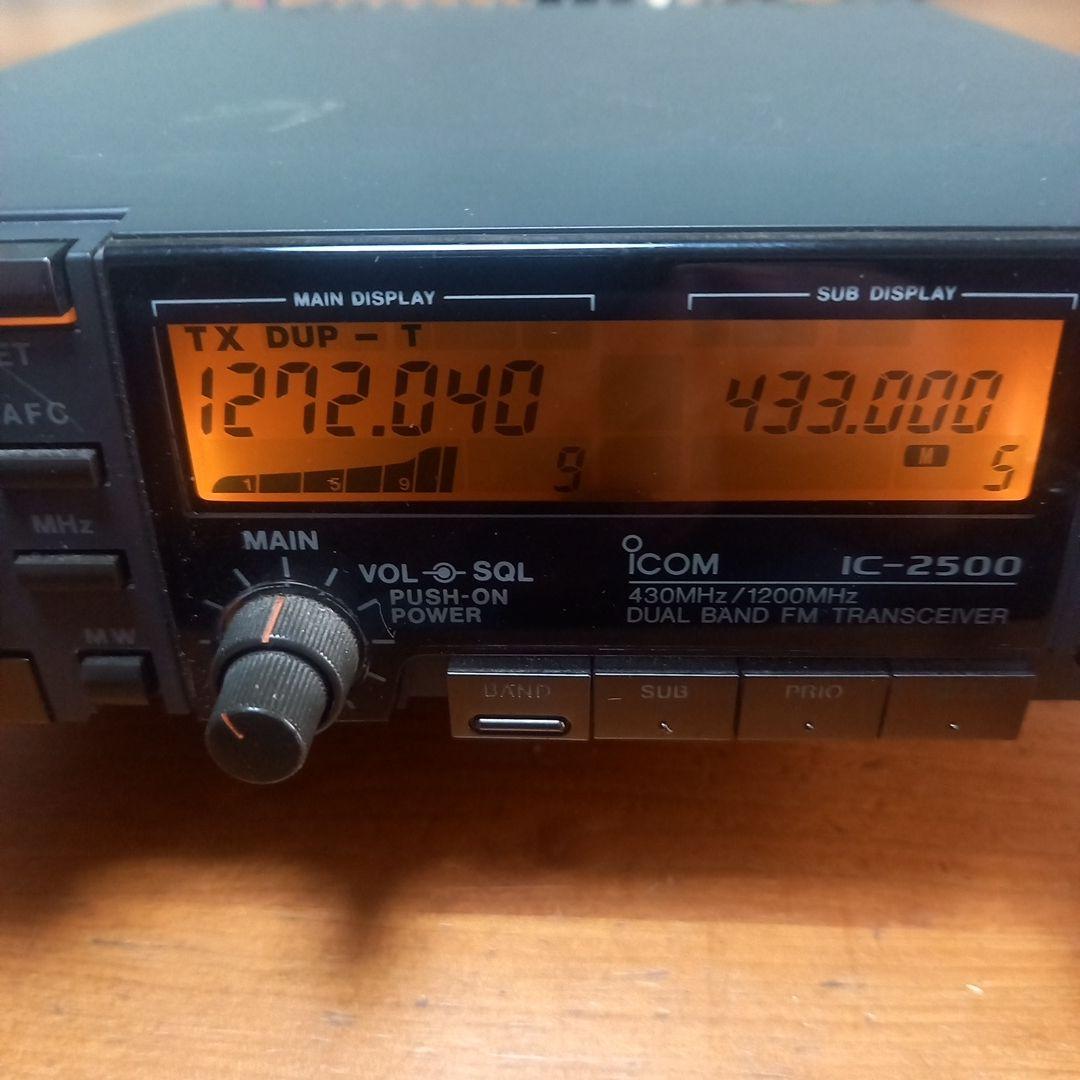 MAIN DISPLAY
SUB DISPLAY
TX DUP – T
1272.040
433.000
1 5 9
9
M
5
ET
AFC
MHz
MW
MAIN
VOL SQL
PUSH-ON
POWER
ICOM
IC-2500
430MHz/1200MHz
DUAL BAND FM TRANSCEIVER
BAND
SUB
PRIO